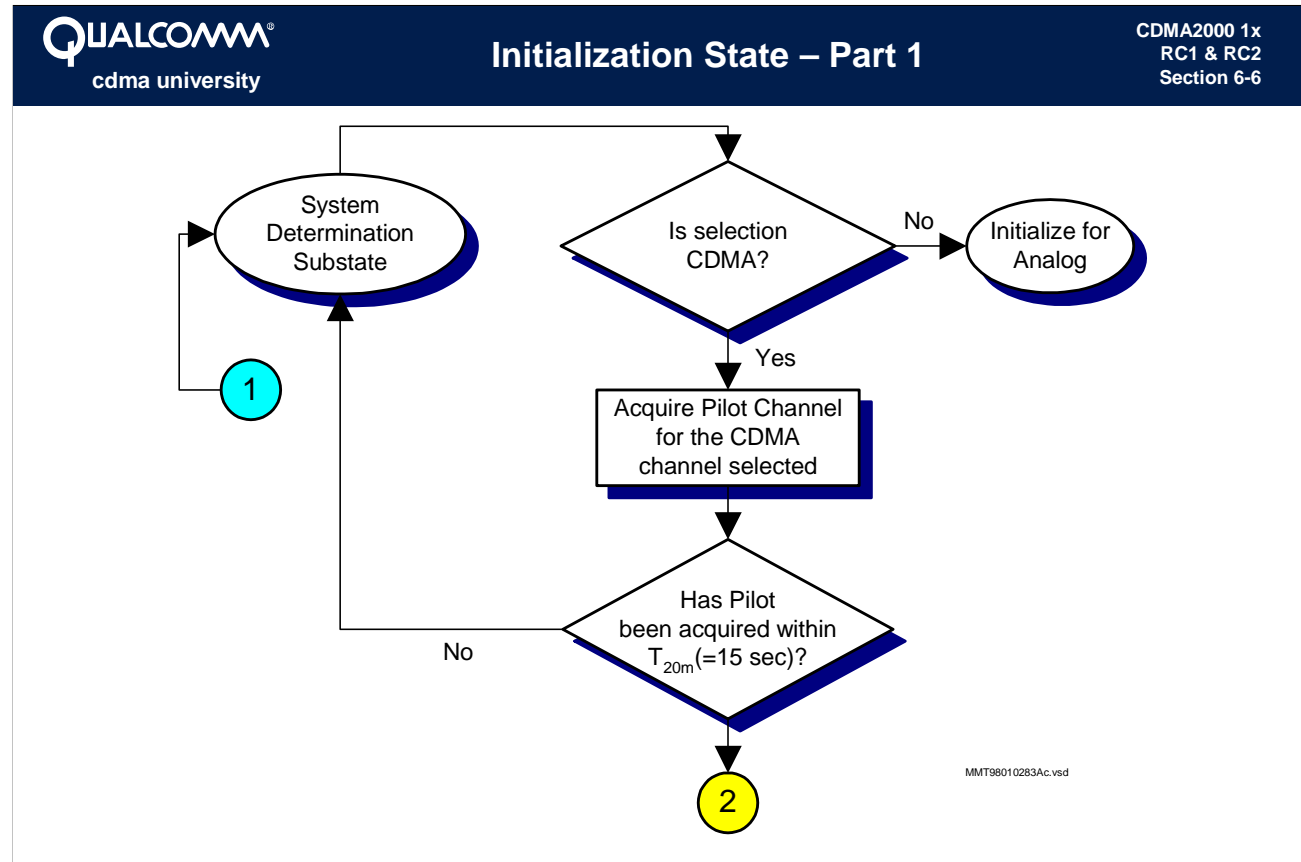 QUALCOMM®
cdma university
Initialization State – Part 1
CDMA2000 1x
RC1 & RC2
Section 6-6
System
Determination
Substate
Is selection
CDMA?
No
Initialize for
Analog
1
Yes
Acquire Pilot Channel
for the CDMA
channel selected
Has Pilot
been acquired within
T20m(=15 sec)?
No
2
MMT98010283Ac.vsd